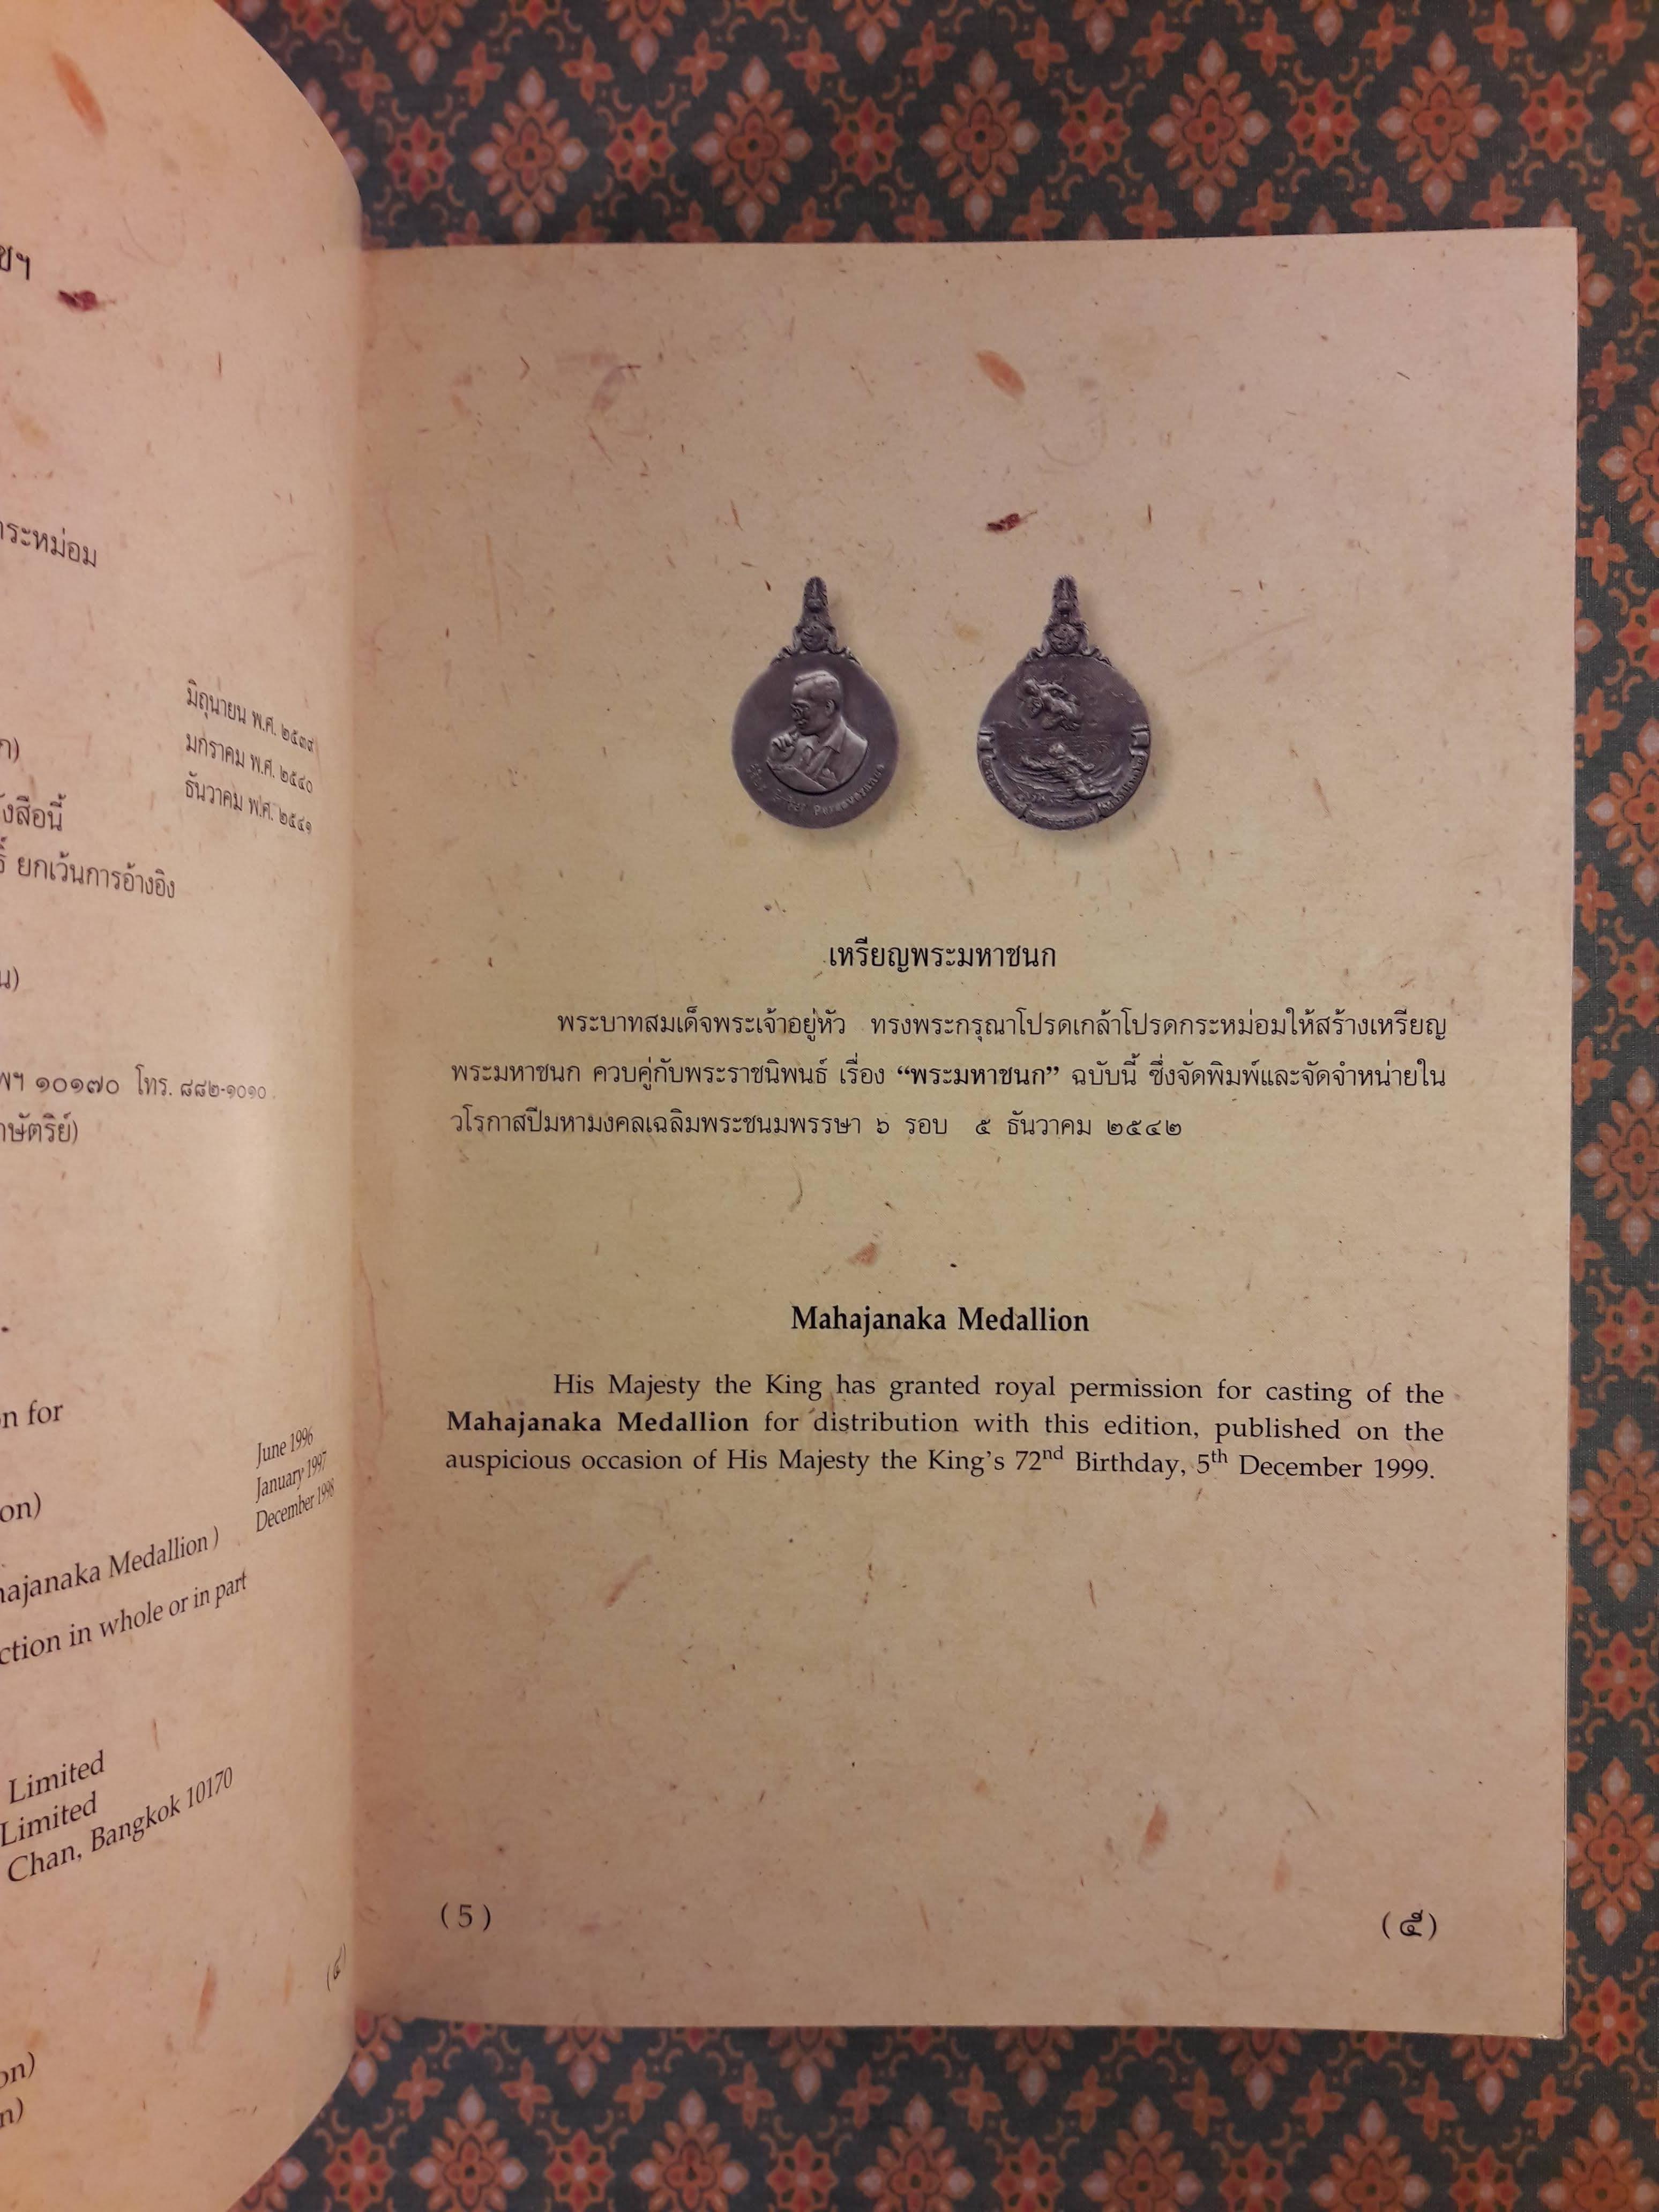 ชฯ
กระหม่อม
มิถุนายน พ.ศ. ๒๕๓๙
มกราคม พ.ศ. ๒๕๔๐
ธันวาคม พ.ศ. ๒๕๔๑
ก)
ังสือนี้
ยกเว้นการอ้างอิง
น)
พฯ ๑๐๑๗๐ โทร. ๘๘๒-๑๐๑๐
าษัตริย์)
n for
June 1996
January 1997
December 1998
on)
hajanaka Medallion)
ction in whole or in part
Limited
Limited
Chan, Bangkok 10170
(๔)
on)
n)
Perseverance
เหรียญพระมหาชนก
พระบาทสมเด็จพระเจ้าอยู่หัว ทรงพระกรุณาโปรดเกล้าโปรดกระหม่อมให้สร้างเหรียญ
พระมหาชนก ควบคู่กับพระราชนิพนธ์ เรื่อง “พระมหาชนก” ฉบับนี้ ซึ่งจัดพิมพ์และจัดจำหน่ายใน
วโรกาสปีมหามงคลเฉลิมพระชนมพรรษา ๖ รอบ ๕ ธันวาคม ๒๕๔๒
Mahajanaka Medallion
His Majesty the King has granted royal permission for casting of the
Mahajanaka Medallion for distribution with this edition, published on the
auspicious occasion of His Majesty the King’s 72nd Birthday, 5th December 1999.
(5)
(๕)